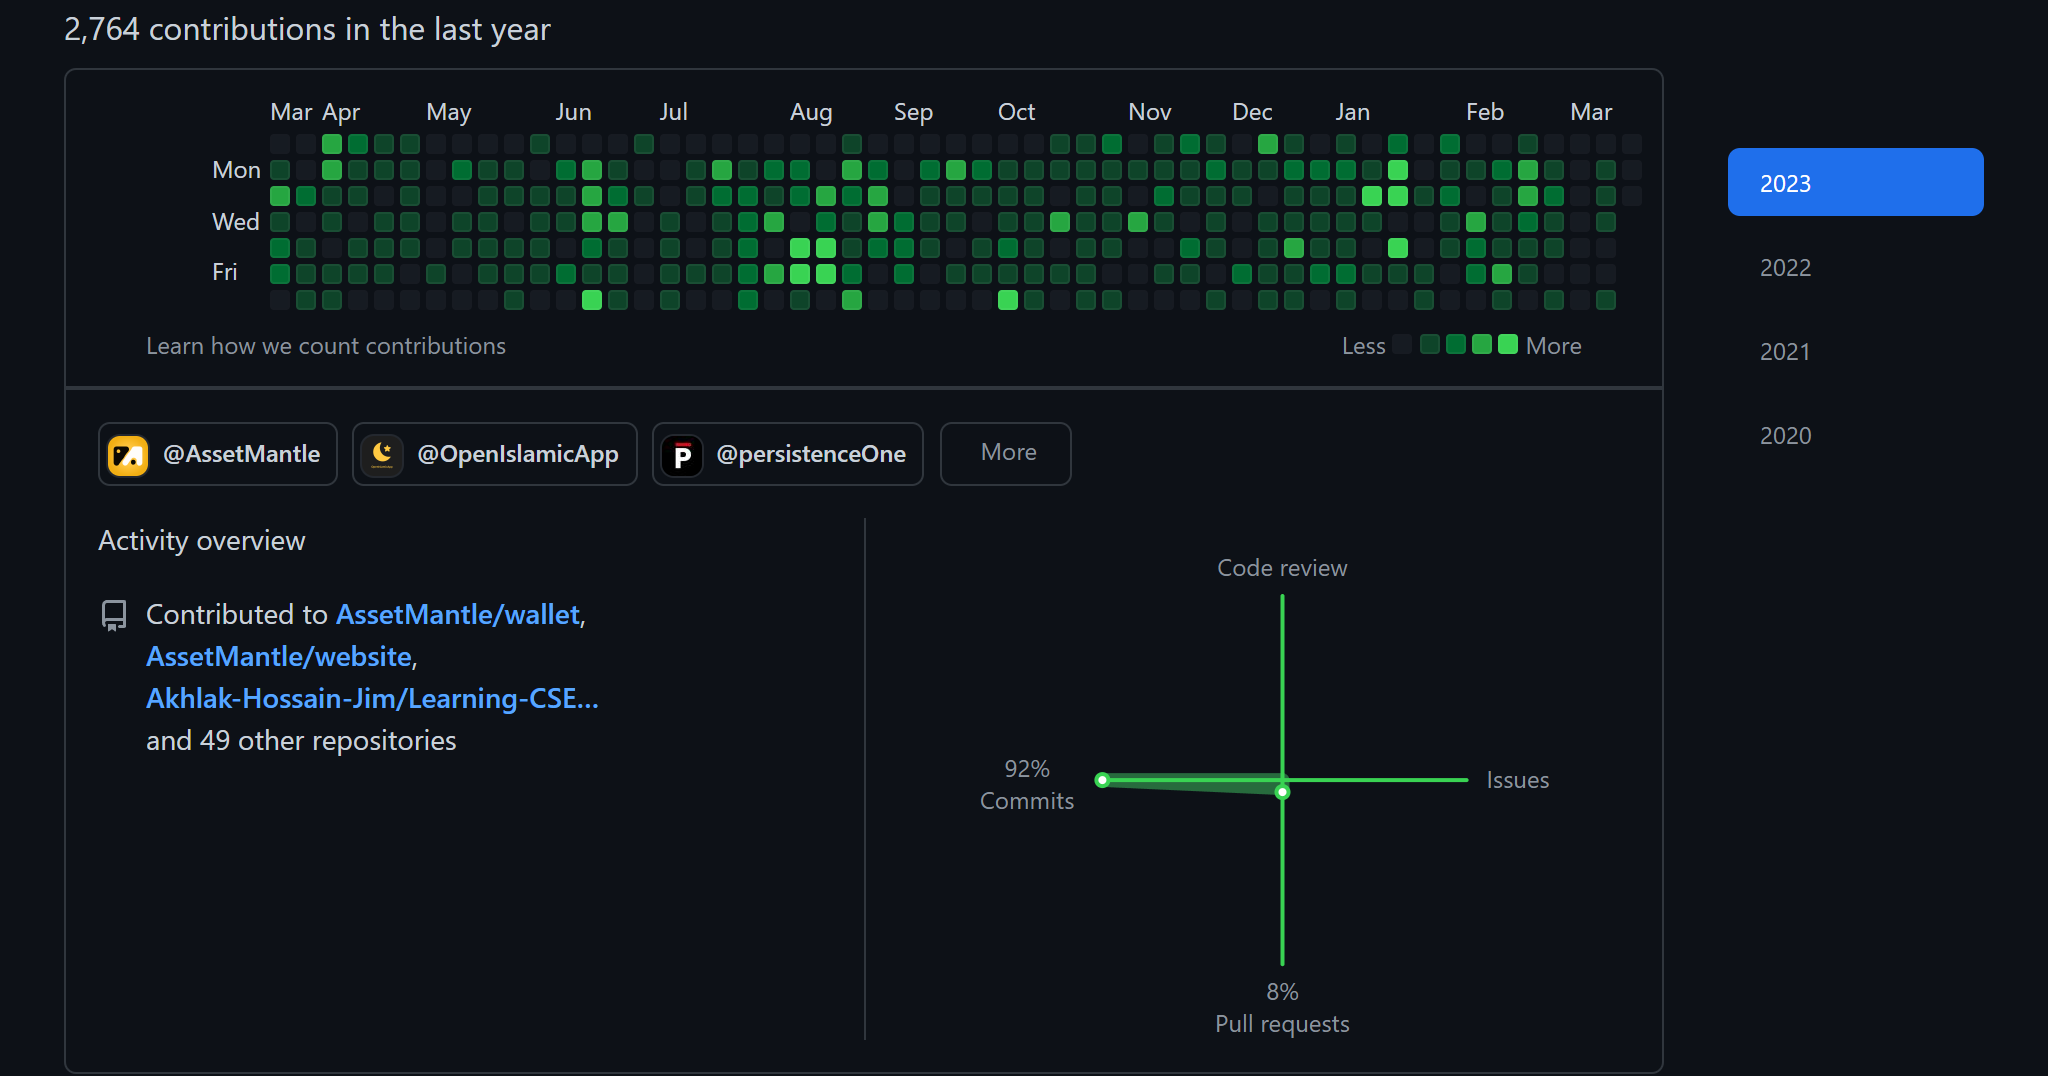 2,764 contributions in the last year
Mar Apr May Jun Jul Aug Sep Oct Nov Dec Jan Feb Mar
Mon
Wed
Fri
Learn how we count contributions
Less More
2023
2022
2021
2020
@AssetMantle @OpenIslamicApp @persistenceOne More
Activity overview
Contributed to AssetMantle/wallet,
AssetMantle/website,
Akhlak-Hossain-Jim/Learning-CSE...
and 49 other repositories
Code review
92%
Commits
Issues
8%
Pull requests